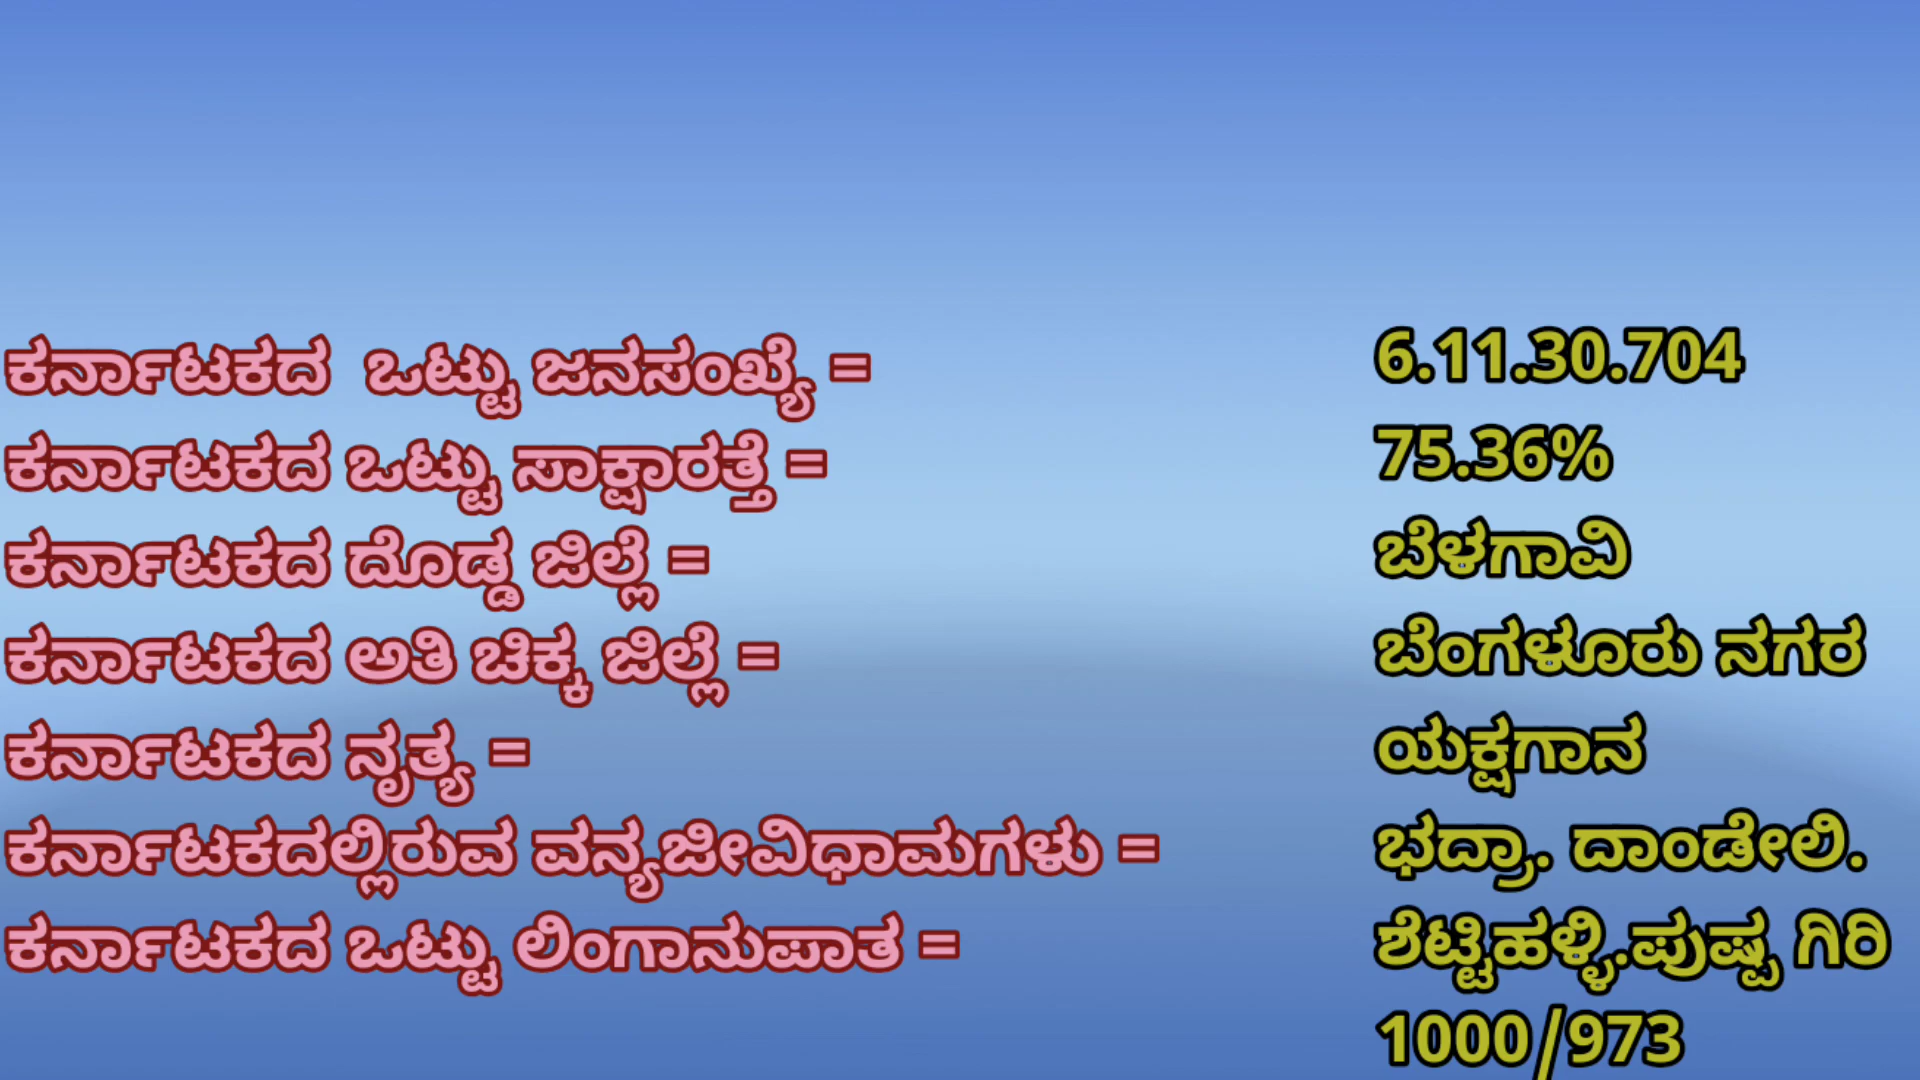 ಕರ್ನಾಟಕದ ಒಟ್ಟು ಜನಸಂಖ್ಯೆ = 6.11.30.704
ಕರ್ನಾಟಕದ ಒಟ್ಟು ಸಾಕ್ಷಾರತ್ತೆ = 75.36%
ಕರ್ನಾಟಕದ ದೊಡ್ಡ ಜಿಲ್ಲೆ = ಬೆಳಗಾವಿ
ಕರ್ನಾಟಕದ ಅತಿ ಚಿಕ್ಕ ಜಿಲ್ಲೆ = ಬೆಂಗಳೂರು ನಗರ
ಕರ್ನಾಟಕದ ನೃತ್ಯ = ಯಕ್ಷಗಾನ
ಕರ್ನಾಟಕದಲ್ಲಿರುವ ವನ್ಯಜೀವಿಧಾಮಗಳು = ಭದ್ರಾ. ದಾಂಡೇಲಿ.
ಕರ್ನಾಟಕದ ಒಟ್ಟು ಲಿಂಗಾನುಪಾತ = ಶೆಟ್ಟಿಹಳ್ಳಿ.ಪುಷ್ಪ ಗಿರಿ
1000/973